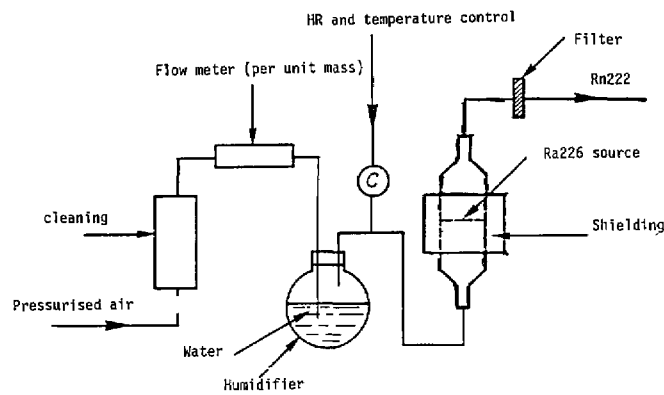 HR and temperature control
Filter
Flow meter (per unit mass)
Rn222
Ra226 source
C
cleaning
Shielding
Pressurised air
Water
Humidifier